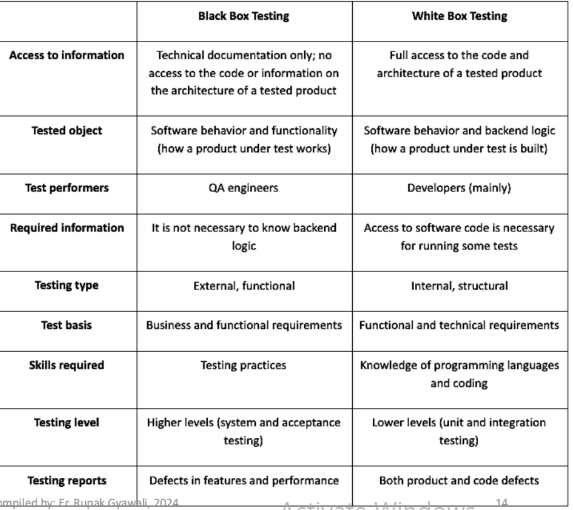 Black Box Testing White Box Testing
Access to information Technical documentation only; no Full access to the code and
access to the code or information on architecture of a tested product
the architecture of a tested product
Tested object Software behavior and functionality Software behavior and backend logic
(how a product under test works) (how a product under test is built)
Test performers QA engineers Developers (mainly)
Required information It is not necessary to know backend Access to software code is necessary
logic for running some tests
Testing type External, functional Internal, structural
Test basis Business and functional requirements Functional and technical requirements
Skills required Testing practices Knowledge of programming languages
and coding
Testing level Higher levels (system and acceptance Lower levels (unit and integration
testing) testing)
Testing reports Defects in features and performance Both product and code defects
mpiled by: Er. Rupak Gyawali, 2024 Activate Windows 14